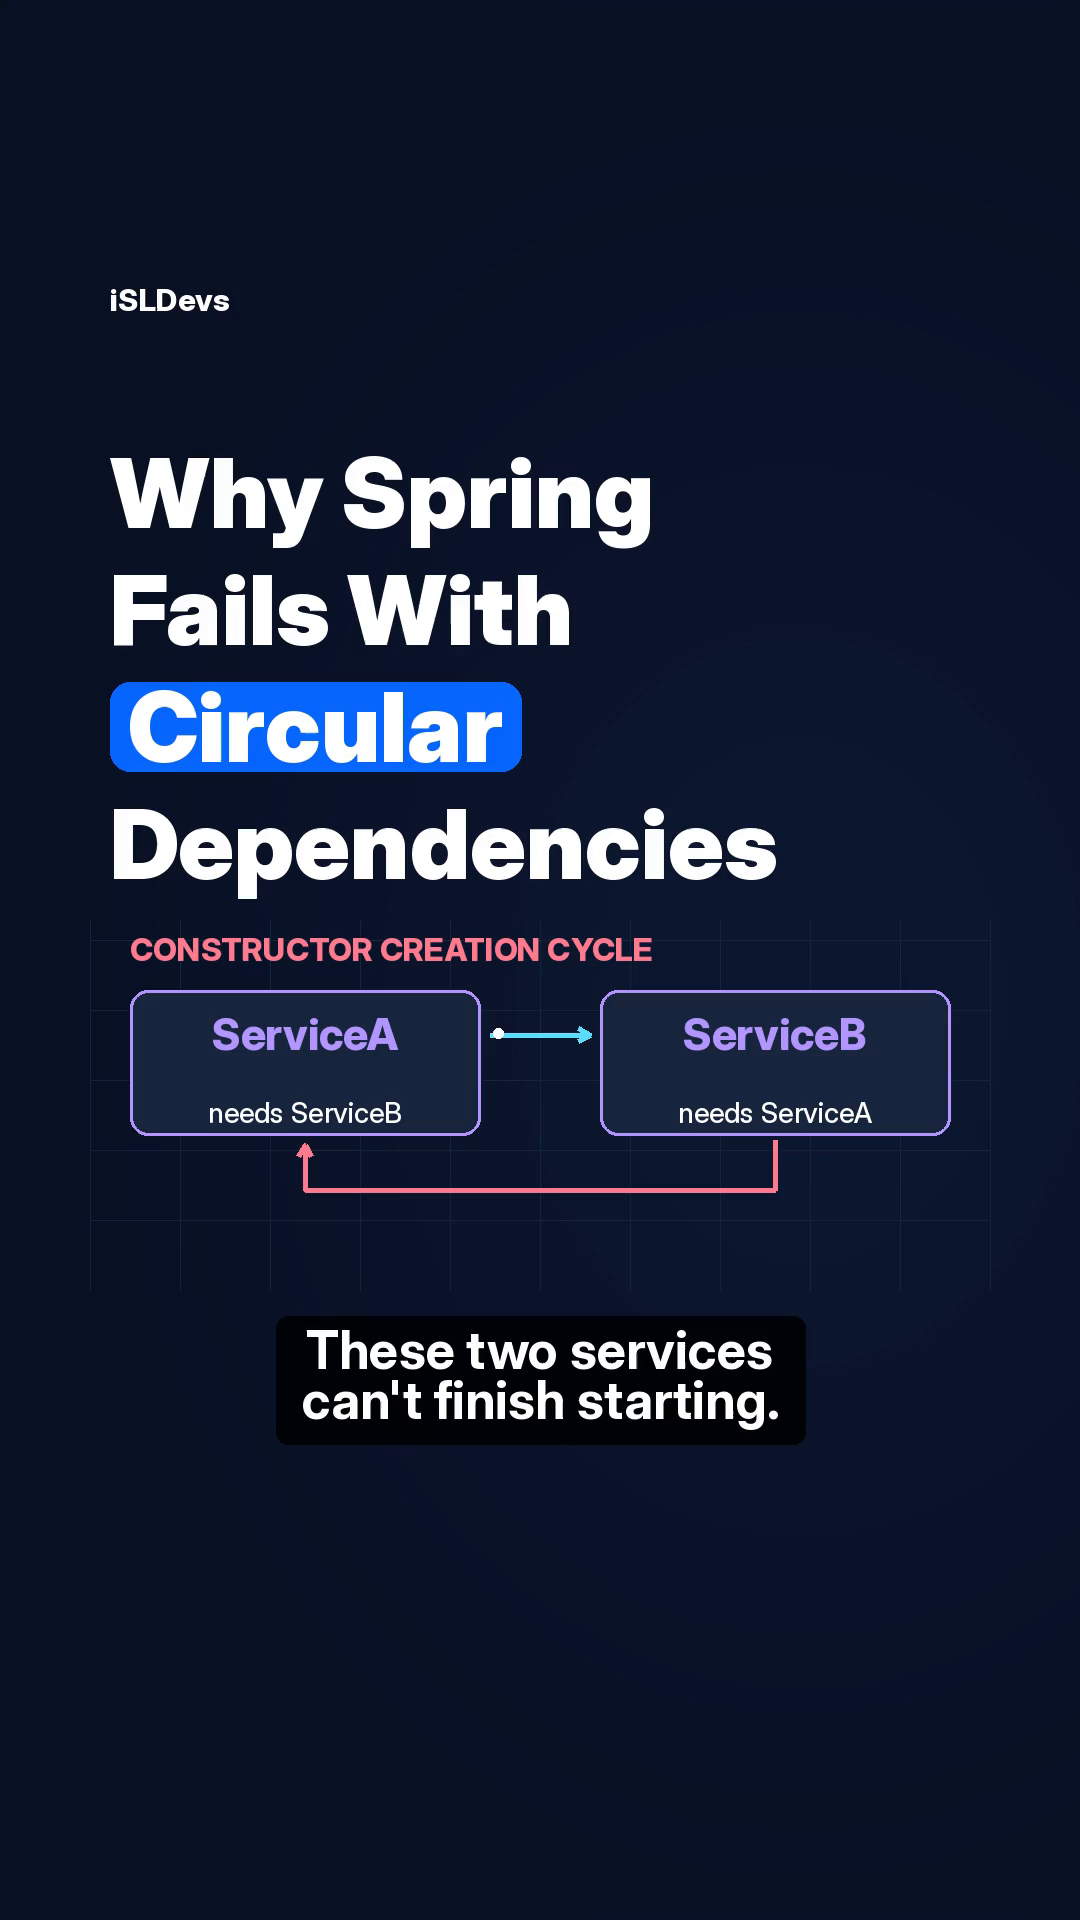 iSLDevs
Why Spring
Fails With
Circular
Dependencies
CONSTRUCTOR CREATION CYCLE
ServiceA
needs ServiceB
ServiceB
needs ServiceA
These two services
can't finish starting.